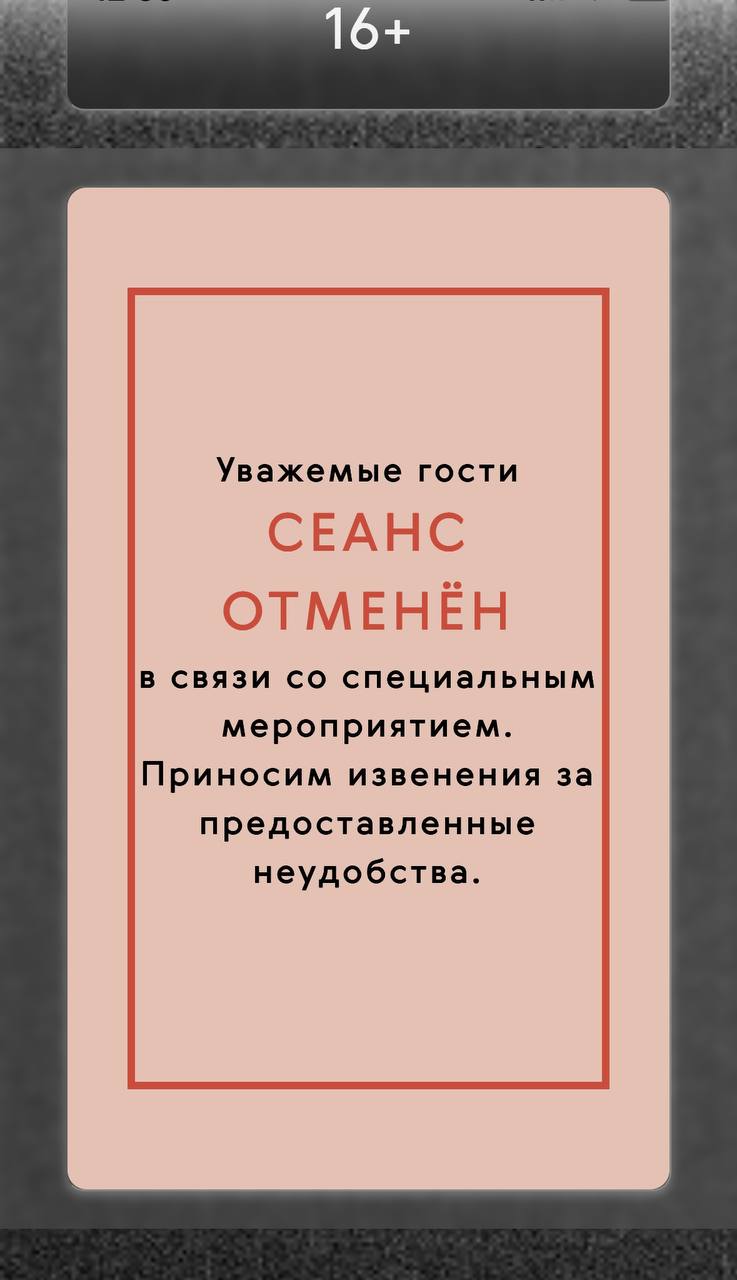 16+
Уважемые гости
СЕАНС
ОТМЕНЁН
в связи со специальным
мероприятием.
Приносим извенения за
предоставленные
неудобства.